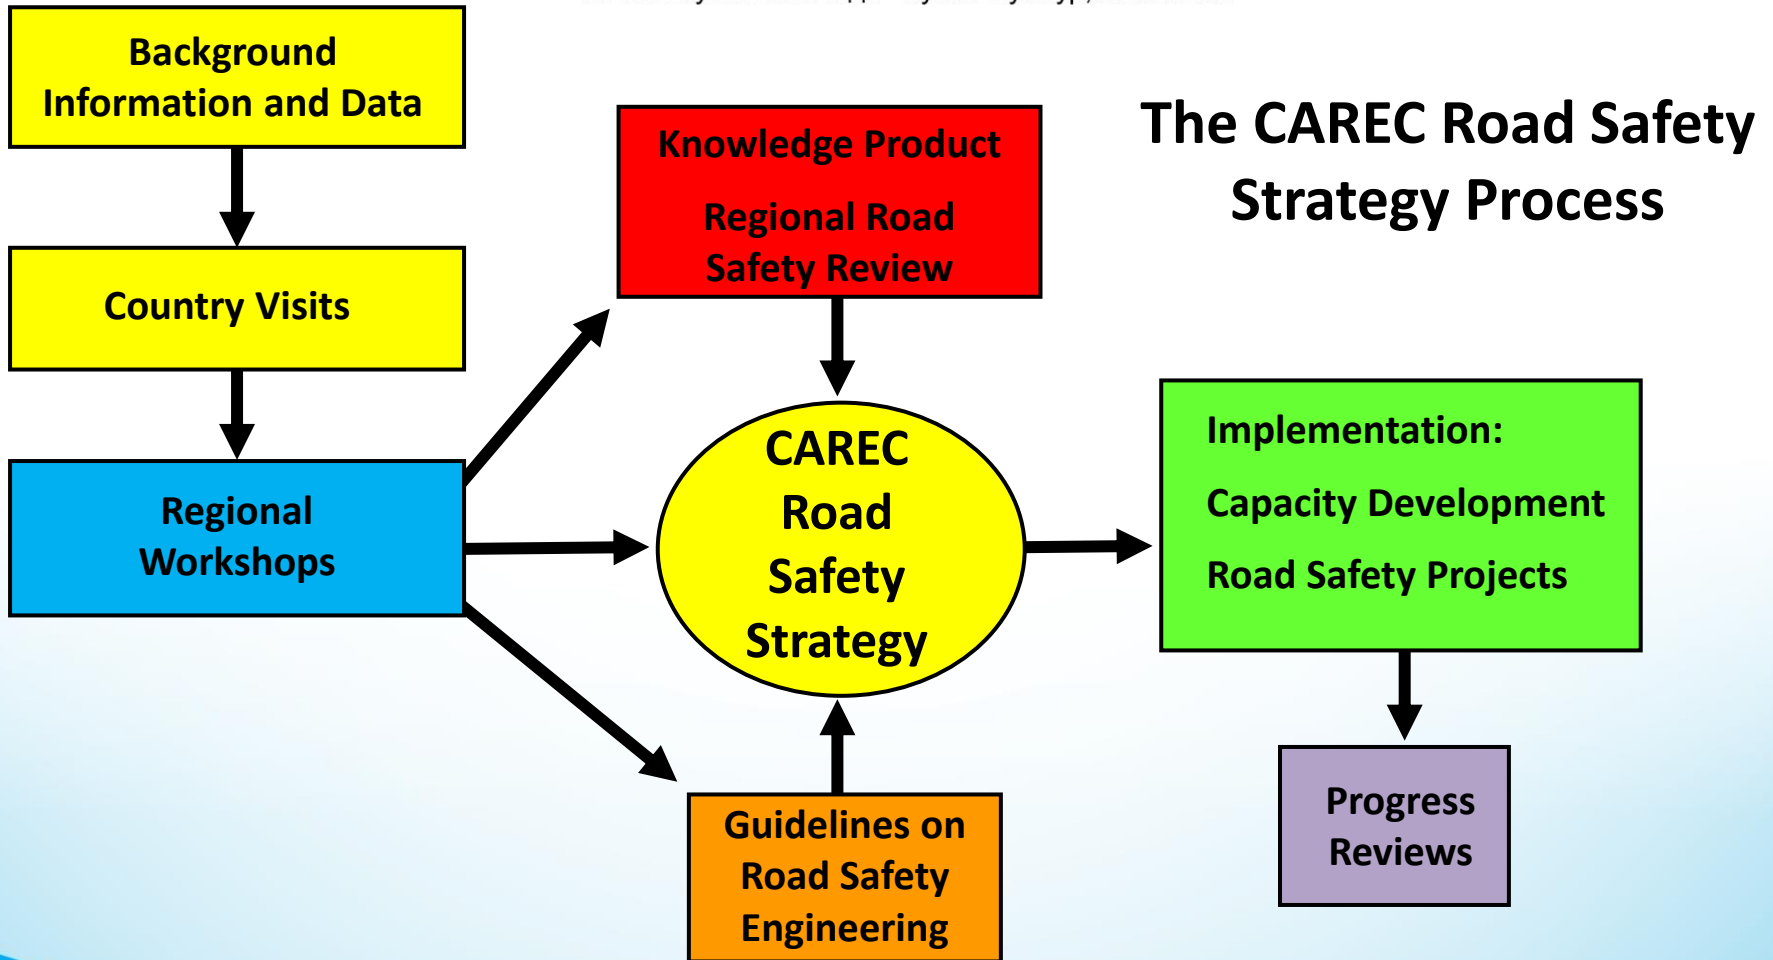 Background
Information and Data
Country Visits
Regional
Workshops
Knowledge Product
Regional Road
Safety Review
CAREC
Road
Safety
Strategy
Guidelines on
Road Safety
Engineering
The CAREC Road Safety
Strategy Process
Implementation:
Capacity Development
Road Safety Projects
Progress
Reviews